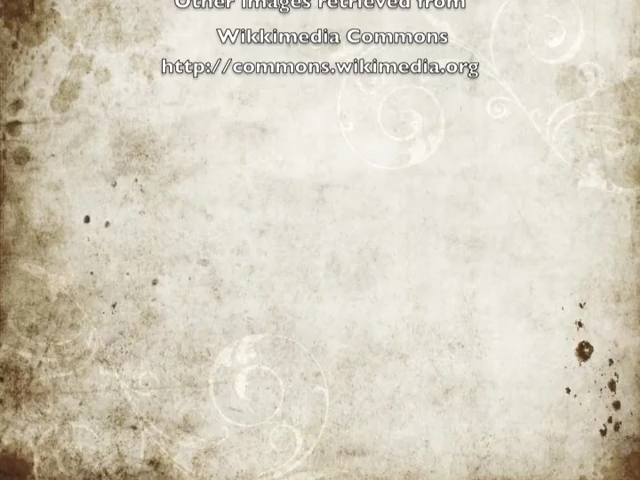 Other images retrieved from
Wikkimedia Commons
http://commons.wikimedia.org